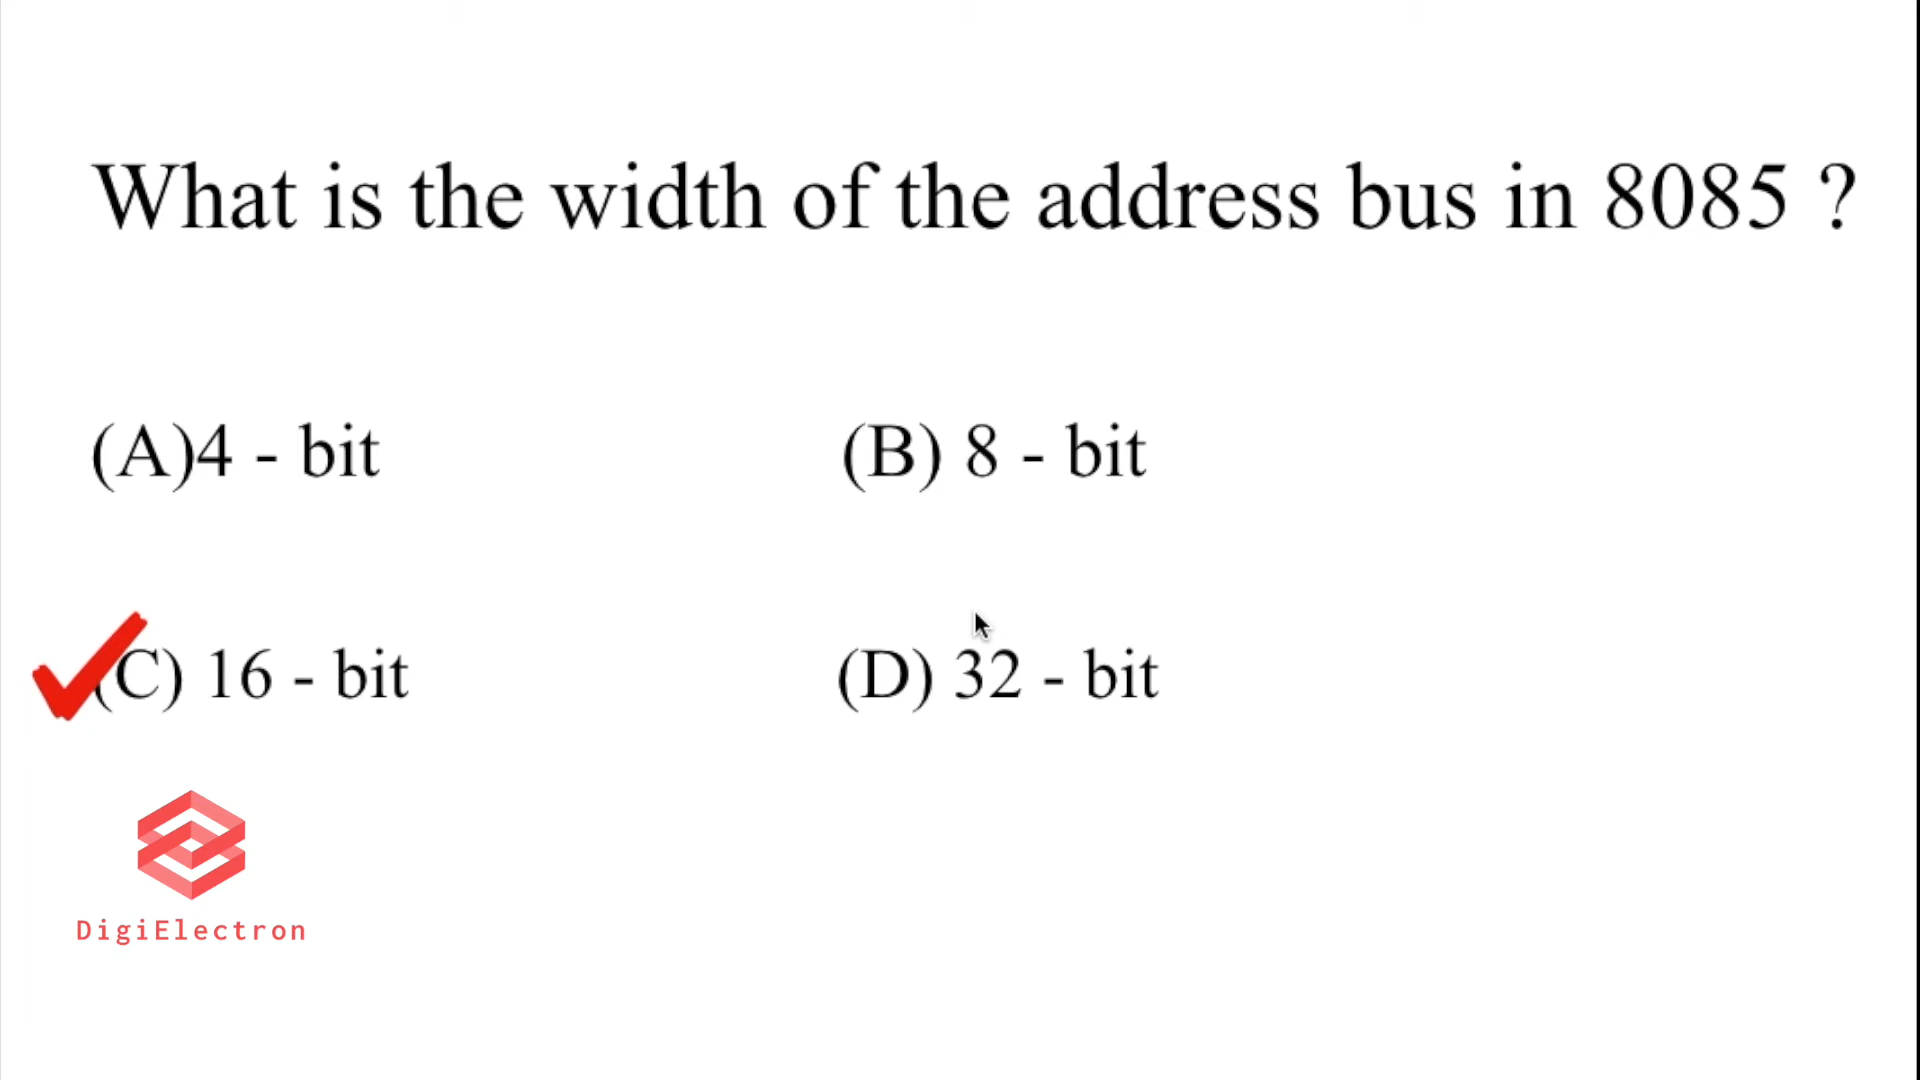 What is the width of the address bus in 8085 ?
(A)4 - bit
(B) 8 - bit
(C) 16 - bit
(D) 32 - bit
DigiElectron